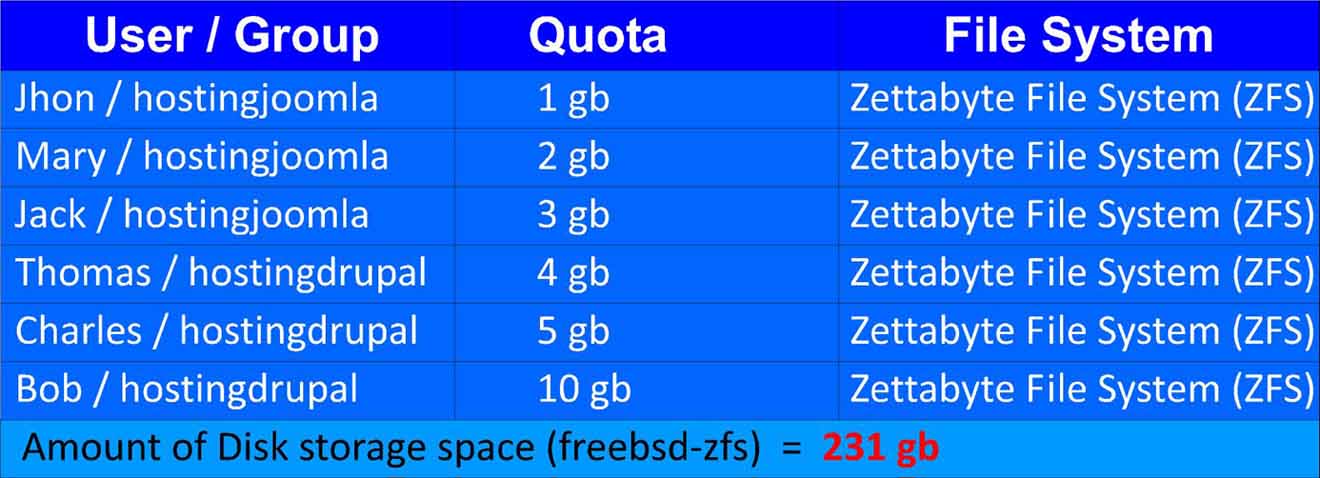 User / Group Quota File System
Jhon / hostingjoomla 1 gb Zettabyte File System (ZFS)
Mary / hostingjoomla 2 gb Zettabyte File System (ZFS)
Jack / hostingjoomla 3 gb Zettabyte File System (ZFS)
Thomas / hostingdrupal 4 gb Zettabyte File System (ZFS)
Charles / hostingdrupal 5 gb Zettabyte File System (ZFS)
Bob / hostingdrupal 10 gb Zettabyte File System (ZFS)
Amount of Disk storage space (freebsd-zfs) = 231 gb